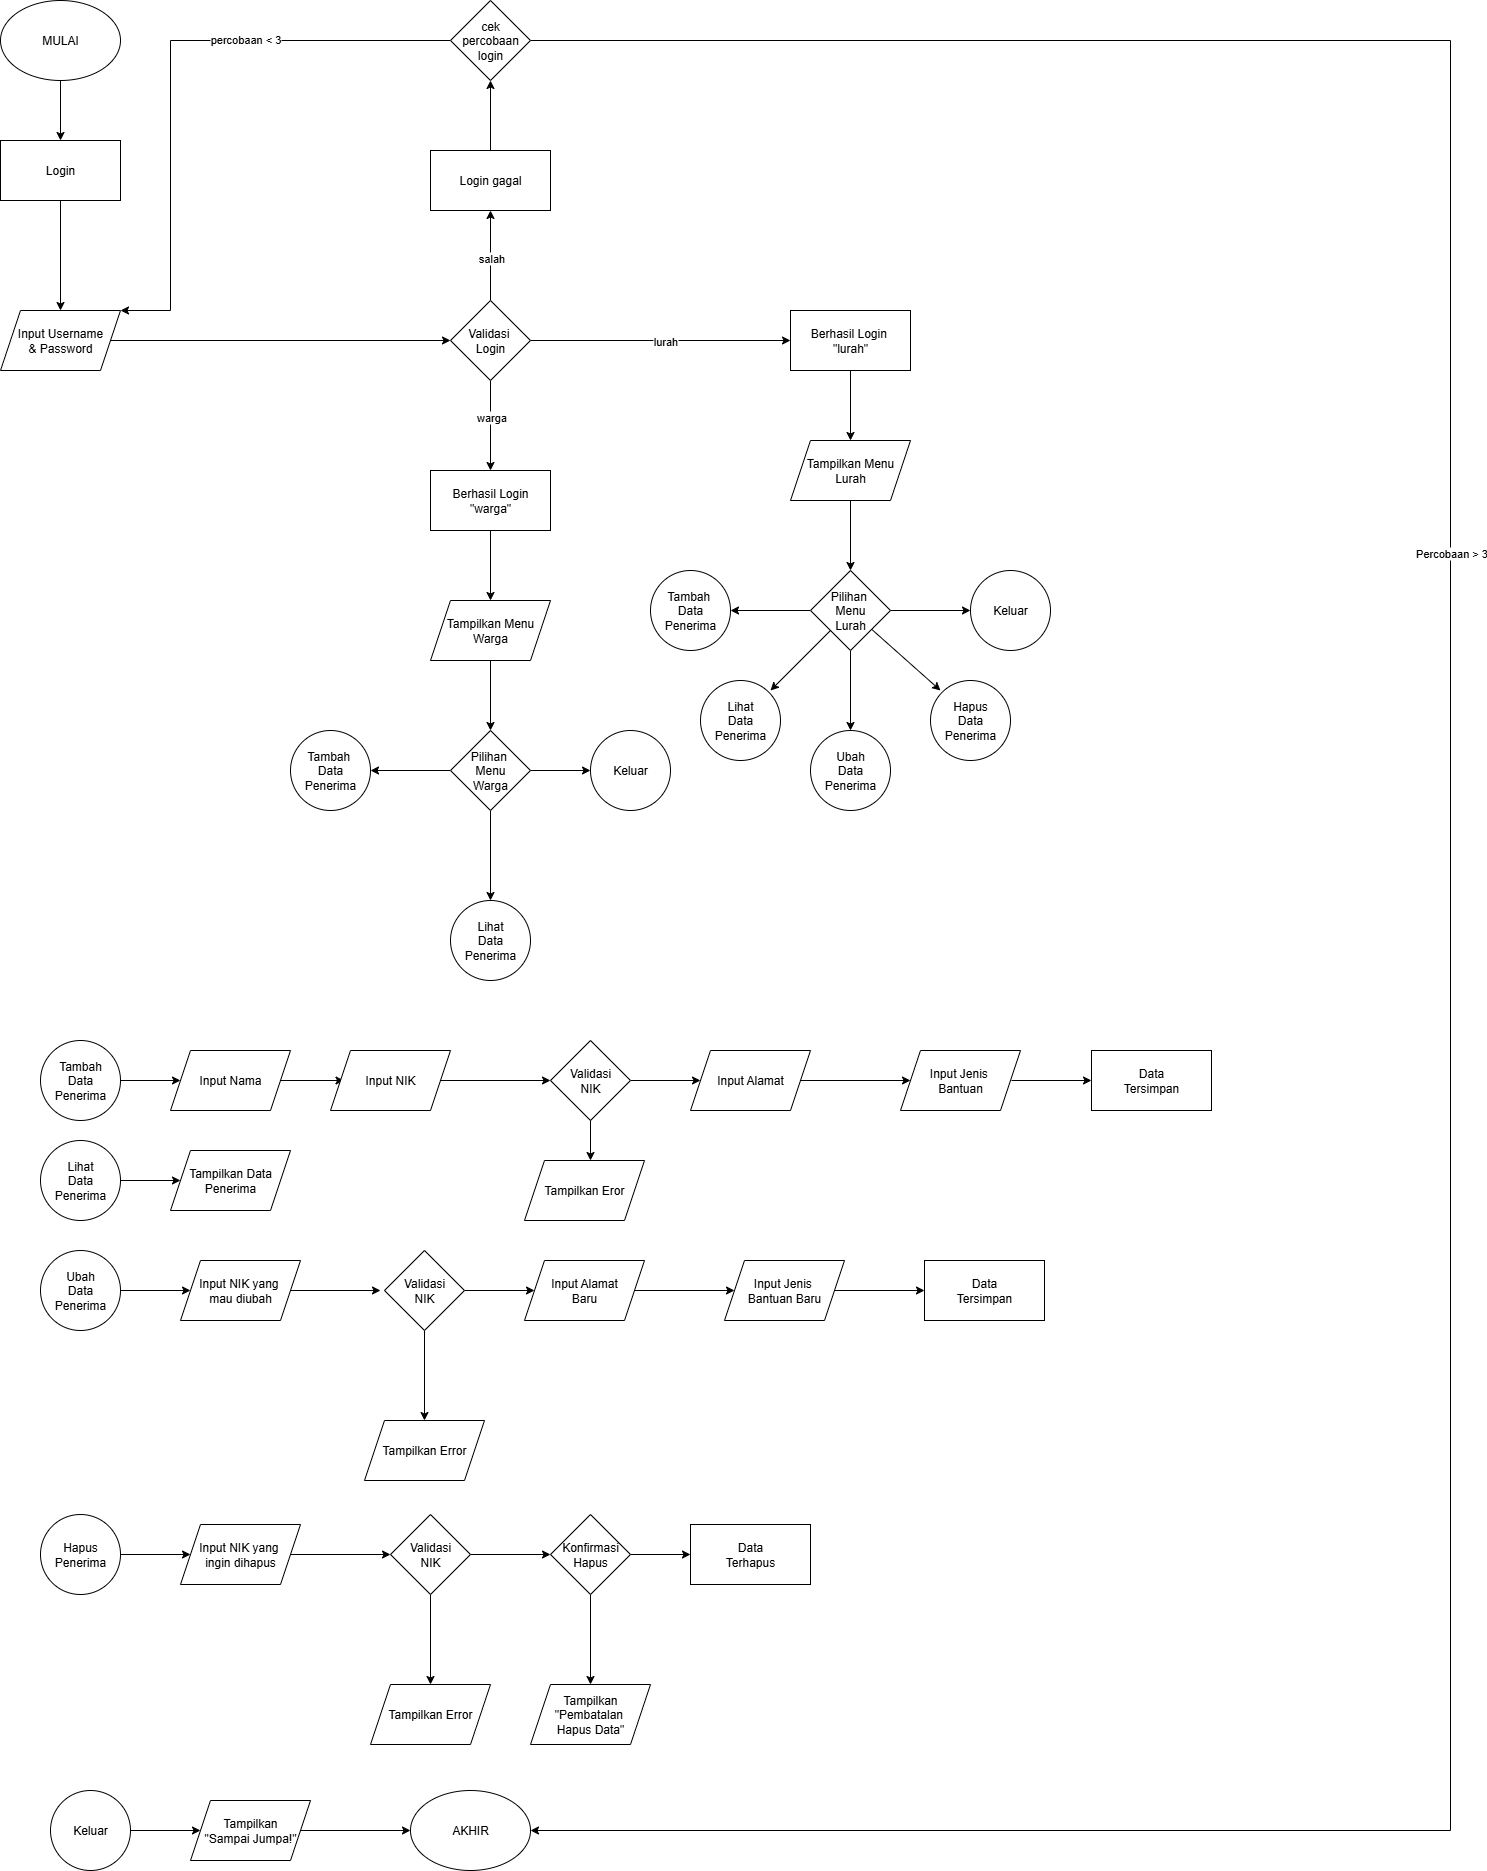 MULAI
percobaan < 3
cek
percobaan
login
Login
Login gagal
salah
Input Username
& Password
Validasi
Login
lurah
Berhasil Login
"lurah"
warga
Tampilkan Menu
Lurah
Berhasil Login
"warga"
Percobaan > 3
Tampilkan Menu
Warga
Tambah
Data
Penerima
Pilihan
Menu
Lurah
Keluar
Lihat
Data
Penerima
Hapus
Data
Penerima
Ubah
Data
Penerima
Tambah
Data
Penerima
Pilihan
Menu
Warga
Keluar
Lihat
Data
Penerima
Tambah
Data
Penerima
Input Nama
Input NIK
Validasi
NIK
Input Alamat
Input Jenis
Bantuan
Data
Tersimpan
Lihat
Data
Penerima
Tampilkan Data
Penerima
Tampilkan Eror
Ubah
Data
Penerima
Input NIK yang
mau diubah
Validasi
NIK
Input Alamat
Baru
Input Jenis
Bantuan Baru
Data
Tersimpan
Tampilkan Error
Hapus
Penerima
Input NIK yang
ingin dihapus
Validasi
NIK
Konfirmasi
Hapus
Data
Terhapus
Tampilkan Error
Tampilkan
"Pembatalan
Hapus Data"
Keluar
Tampilkan
"Sampai Jumpa!"
AKHIR